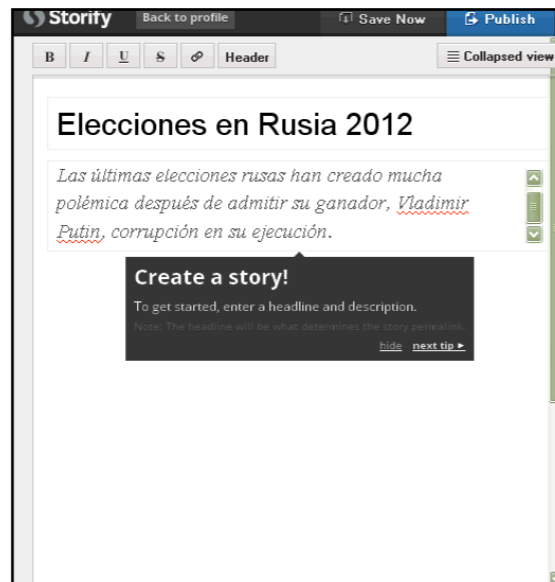 Storify Back to profile Save Now Publish
B I U S Header Collapsed view
Elecciones en Rusia 2012
Las últimas elecciones rusas han creado mucha
polémica después de admitir su ganador, Vladimir
Putin, corrupción en su ejecución.
Create a story!
To get started, enter a headline and description.
Note: The headline will be what determines the story permalink.
hide next tip ▸